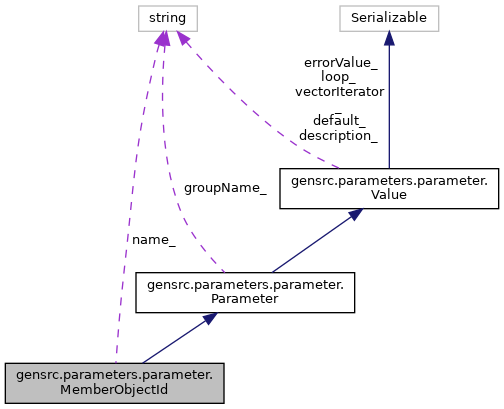 string
Serializable
errorValue_
loop_
vectorIterator
_
default_
description_
gensrc.parameters.parameter.
Value
groupName_
name_
gensrc.parameters.parameter.
Parameter
gensrc.parameters.parameter.
MemberObjectId